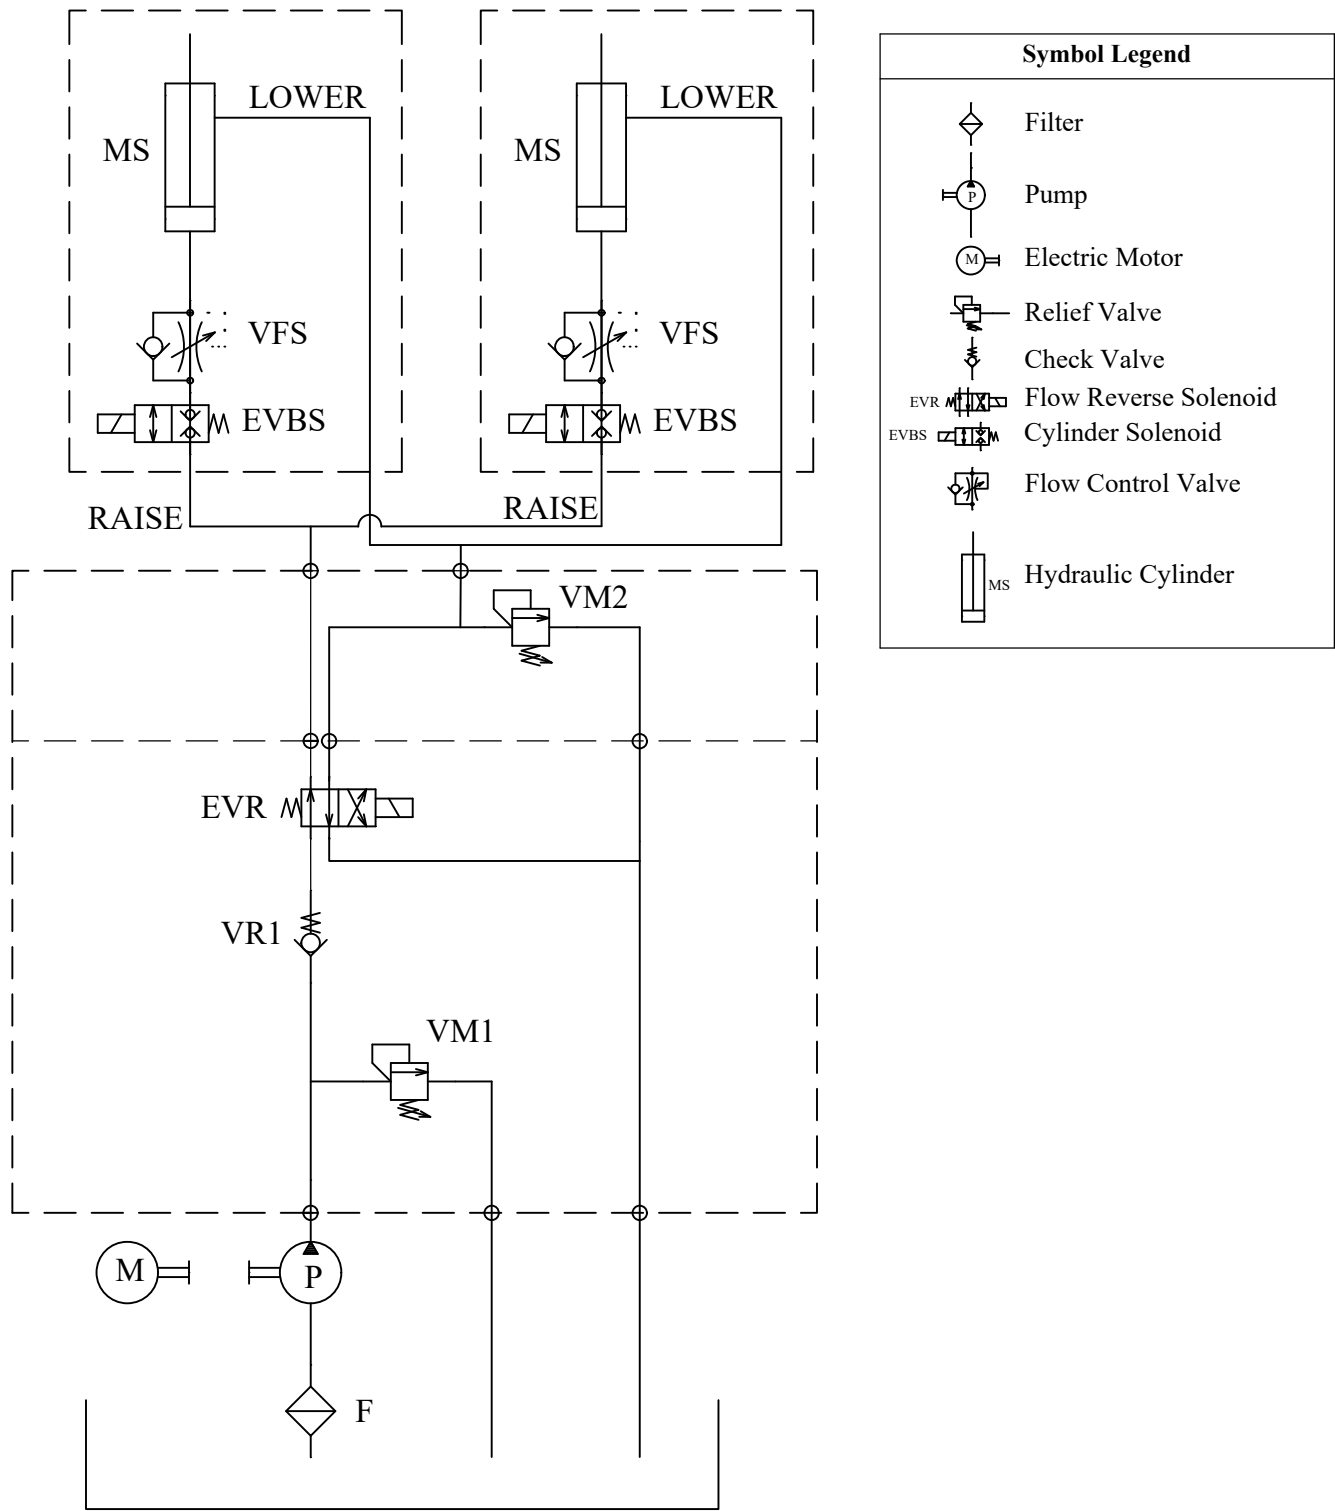 LOWER
LOWER
MS
MS
VFS
VFS
EVBS
EVBS
RAISE
RAISE
VM2
EVR
VR1
VM1
M
P
F
Symbol Legend
Filter
P
Pump
M
Electric Motor
Relief Valve
Check Valve
EVR
Flow Reverse Solenoid
EVBS
Cylinder Solenoid
Flow Control Valve
MS
Hydraulic Cylinder